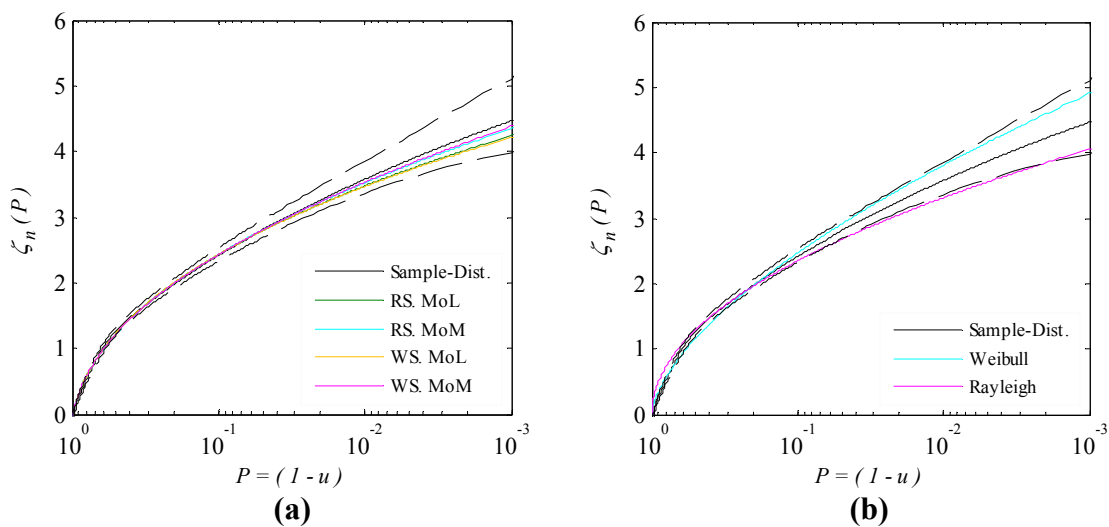 6
5
4
3
2
1
0
ζn(P)
Sample-Dist.
RS. MoL
RS. MoM
WS. MoL
WS. MoM
10^0
10^-1
10^-2
10^-3
P = ( 1 - u )
(a)
6
5
4
3
2
1
0
ζn(P)
Sample-Dist.
Weibull
Rayleigh
10^0
10^-1
10^-2
10^-3
P = ( 1 - u )
(b)